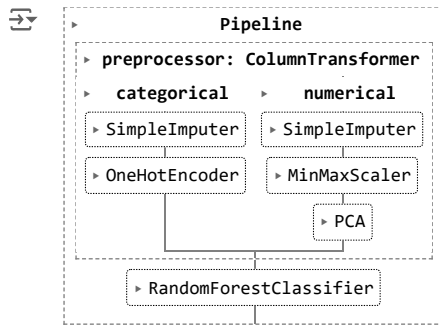 Pipeline
preprocessor: ColumnTransformer
categorical
numerical
SimpleImputer
SimpleImputer
OneHotEncoder
MinMaxScaler
PCA
RandomForestClassifier